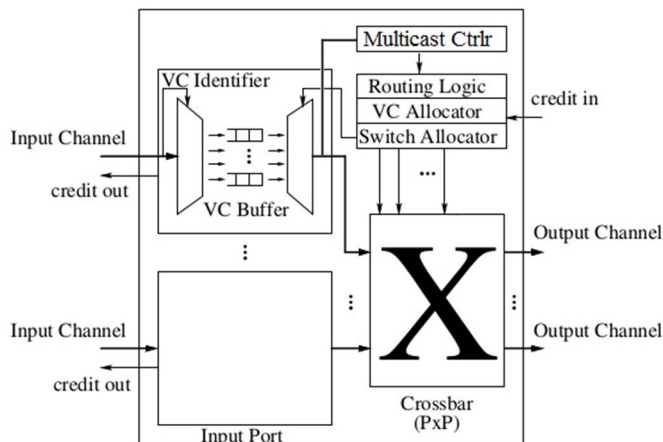 Multicast Ctrlr
VC Identifier
Routing Logic
VC Allocator
credit in
Switch Allocator
Input Channel
credit out
VC Buffer
Output Channel
X
Input Channel
Output Channel
credit out
Crossbar
(PxP)
Input Port